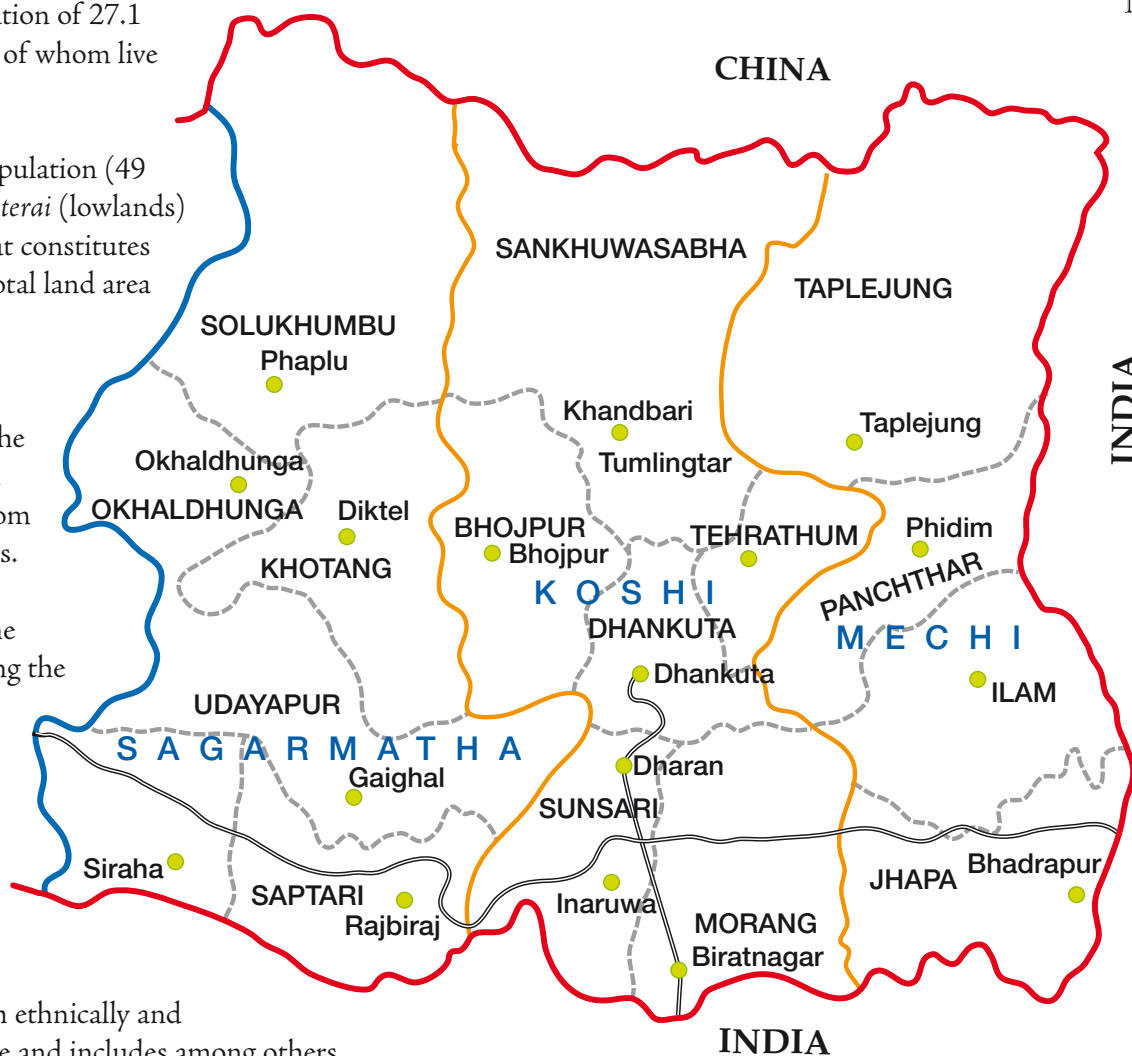 ation of 27.1
of whom live
pulation (49
terai (lowlands)
at constitutes
otal land area
he
om
s.
ne
ng the
n ethnically and
e and includes among others
CHINA
SANKHUWASABHA
TAPLEJUNG
SOLUKHUMBU
Phaplu
INDIA
Khandbari
Taplejung
Okhaldhunga
Tumlingtar
OKHALDHUNGA
Diktel
BHOJPUR
TEHRATHUM
Phidim
Bhojpur
KHOTANG
PANCHTHAR
KOSHI
DHANKUTA
MECHI
Dhankuta
ILAM
UDAYAPUR
SAGARMATHA
Gaighal
Dharan
SUNSARI
Siraha
SAPTARI
Rajbiraj
Inaruwa
JHAPA
Bhadrapur
MORANG
Biratnagar
INDIA